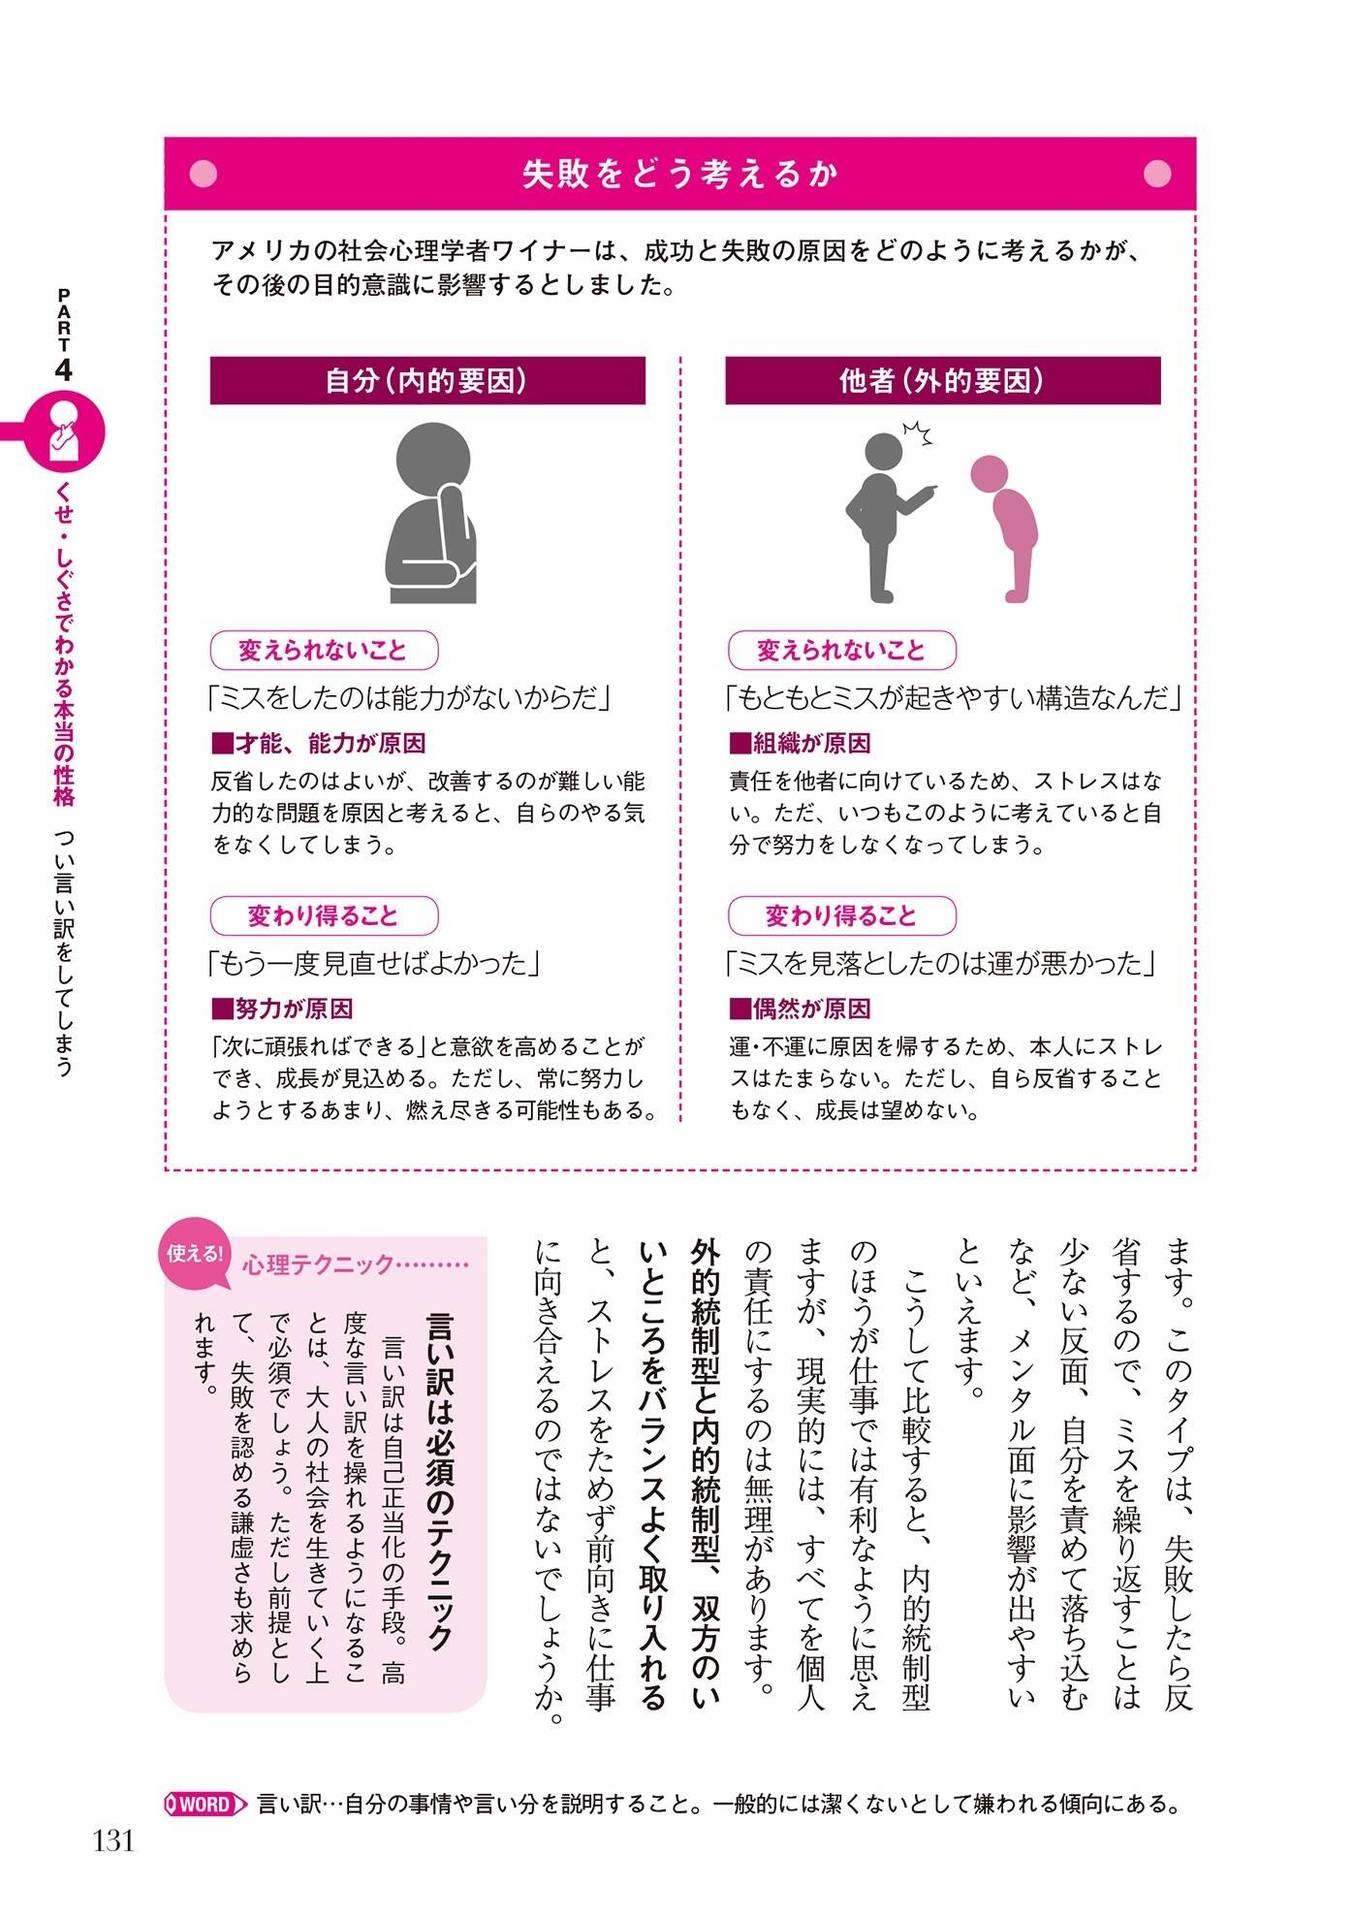 失敗をどう考えるか
アメリカの社会心理学者ワイナーは、成功と失敗の原因をどのように考えるかが、
その後の目的意識に影響するとしました。
自分（内的要因）
変えられないこと
「ミスをしたのは能力がないからだ」
■才能、能力が原因
反省したのはよいが、改善するのが難しい能
力的な問題を原因と考えると、自らのやる気
をなくしてしまう。
変わり得ること
「もう一度見直せばよかった」
■努力が原因
「次に頑張ればできる」と意欲を高めることが
でき、成長が見込める。ただし、常に努力し
ようとするあまり、燃え尽きる可能性もある。
他者（外的要因）
変えられないこと
「もともとミスが起きやすい構造なんだ」
■組織が原因
責任を他者に向けているため、ストレスはな
い。ただ、いつもこのように考えていると自
分で努力をしなくなってしまう。
変わり得ること
「ミスを見落としたのは運が悪かった」
■偶然が原因
運・不運に原因を帰するため、本人にストレ
スはたまらない。ただし、自ら反省すること
もなく、成長は望めない。
PART4
くせ・しぐさでわかる本当の性格 つい言い訳をしてしまう
ます。このタイプは、失敗したら反
省するので、ミスを繰り返すことは
少ない反面、自分を責めて落ち込む
など、メンタル面に影響が出やすい
といえます。
こうして比較すると、内的統制型
のほうが仕事では有利なように思え
ますが、現実的には、すべてを個人
の責任にするのは無理があります。
外的統制型と内的統制型、双方のい
いところをバランスよく取り入れる
と、ストレスをためず前向きに仕事
に向き合えるのではないでしょうか。
使える!
心理テクニック………
言い訳は必須のテクニック
言い訳は自己正当化の手段。高
度な言い訳を操れるようになるこ
とは、大人の社会を生きていく上
で必須でしょう。ただし前提とし
て、失敗を認める謙虚さも求めら
れます。
WORD 言い訳…自分の事情や言い分を説明すること。一般的には潔くないとして嫌われる傾向にある。
131